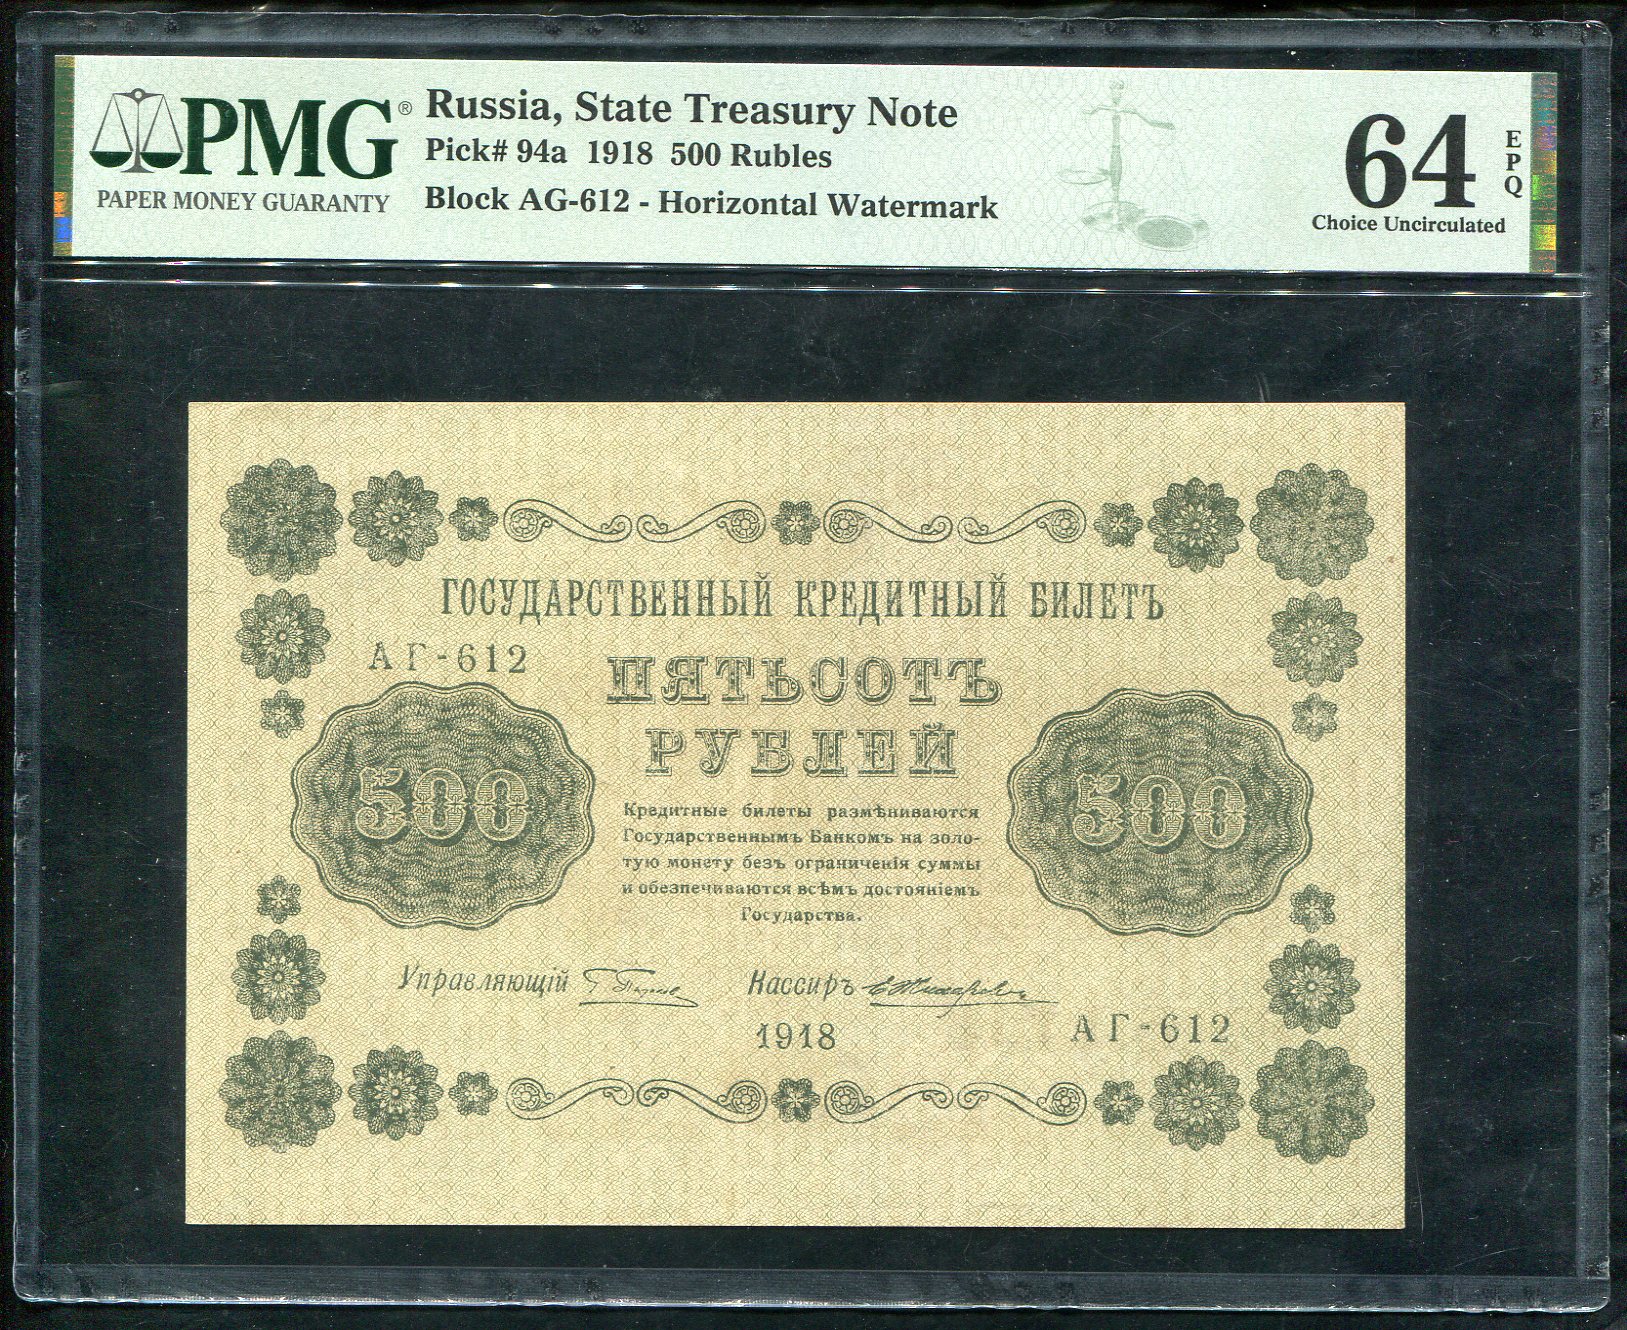 PMG®
PAPER MONEY GUARANTY
Russia, State Treasury Note
Pick# 94a 1918 500 Rubles
Block AG-612 - Horizontal Watermark
64
EPQ
Choice Uncirculated
ГОСУДАРСТВЕННЫЙ КРЕДИТНЫЙ БИЛЕТЪ
АГ-612
ПЯТЬСОТЪ
РУБЛЕЙ
500
500
Кредитные билеты размѣниваются
Государственнымъ Банкомъ на золо-
тую монету безъ ограниченія суммы
и обезпечиваются всѣмъ достояніемъ
Государства.
Управляющій
Кассиръ
1918
АГ-612